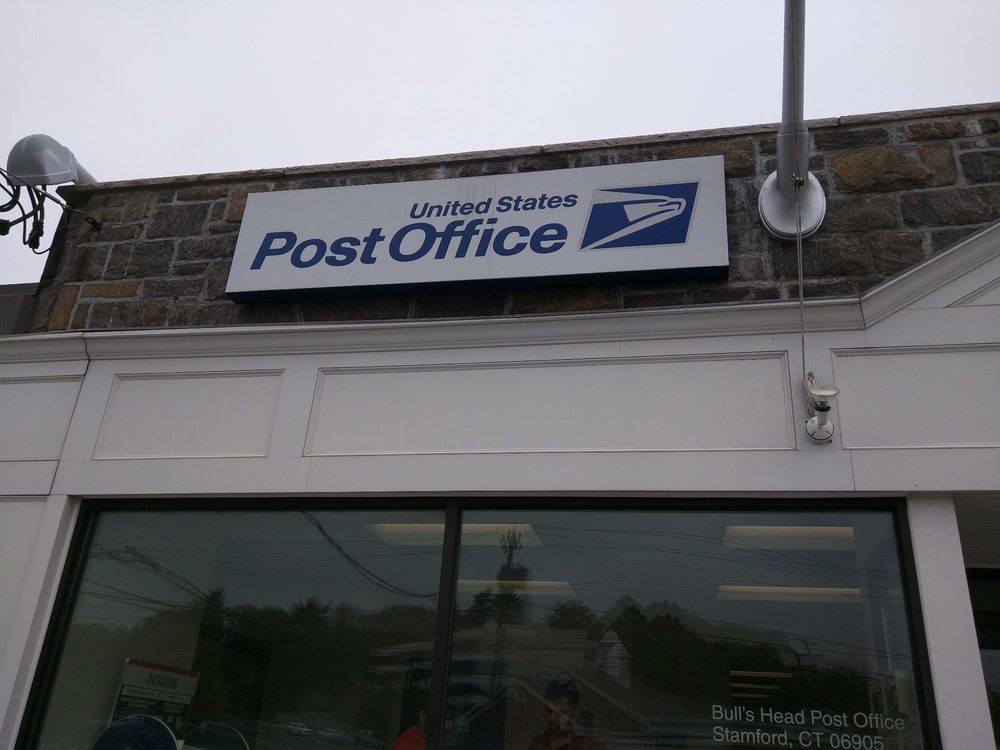 United States
Post Office
PACKAGING
Bull's Head Post Office
Stamford, CT 06905